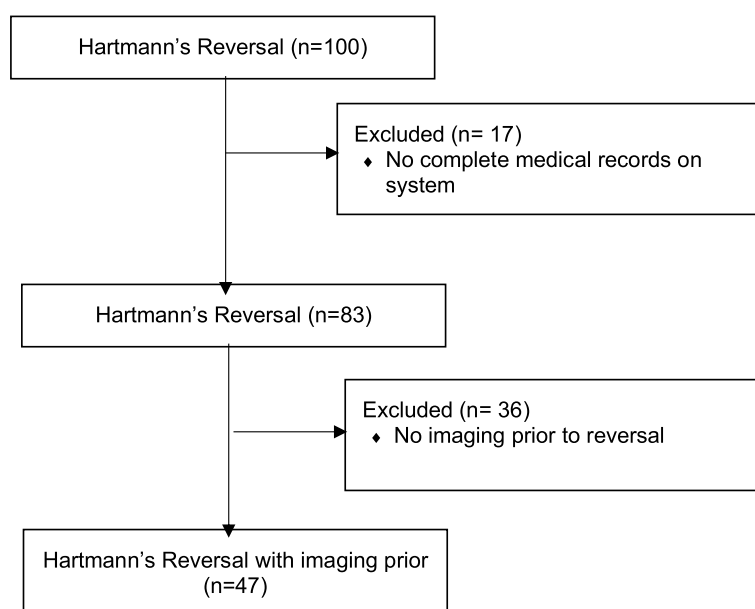 Hartmann’s Reversal (n=100)
Excluded (n= 17)
♦ No complete medical records on
system
Hartmann’s Reversal (n=83)
Excluded (n= 36)
♦ No imaging prior to reversal
Hartmann’s Reversal with imaging prior
(n=47)